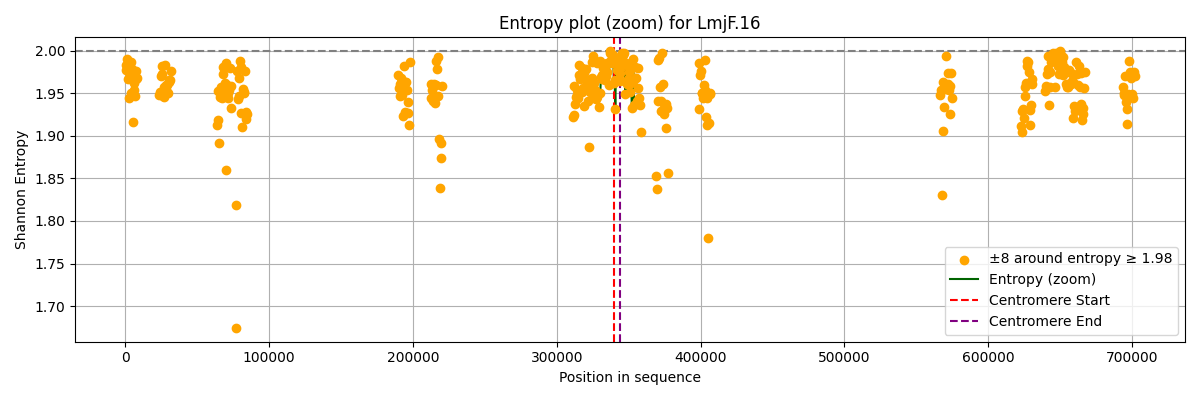 Entropy plot (zoom) for LmjF.16
Shannon Entropy
2.00
1.95
1.90
1.85
1.80
1.75
1.70
0
100000
200000
300000
400000
500000
600000
700000
Position in sequence
±8 around entropy ≥ 1.98
Entropy (zoom)
Centromere Start
Centromere End